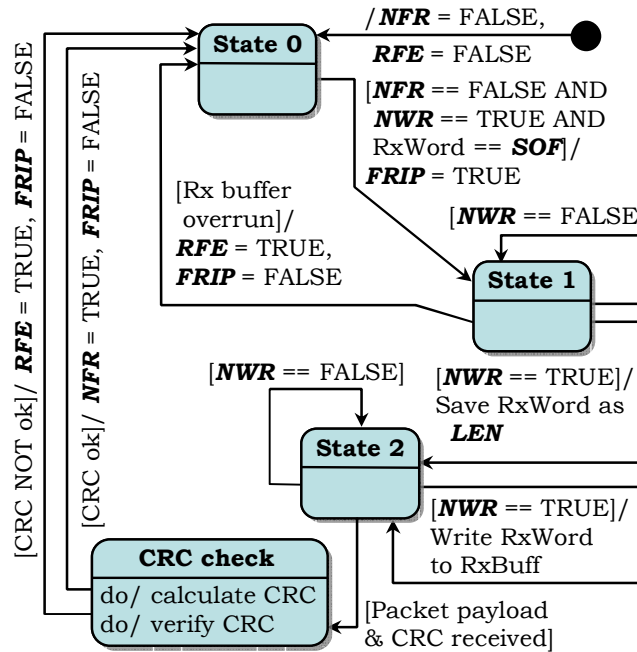 /NFR = FALSE,
RFE = FALSE
State 0
[NFR == FALSE AND
NWR == TRUE AND
RxWord == SOF]/
FRIP = TRUE
[Rx buffer
overrun]/
RFE = TRUE,
FRIP = FALSE
[NWR == FALSE
State 1
[NWR == TRUE]/
Save RxWord as
LEN
[NWR == FALSE]
State 2
[NWR == TRUE]/
Write RxWord
to RxBuff
[Packet payload
& CRC received]
CRC check
do/ calculate CRC
do/ verify CRC
[CRC NOT ok]/ RFE = TRUE, FRIP = FALSE
[CRC ok]/ NFR = TRUE, FRIP = FALSE